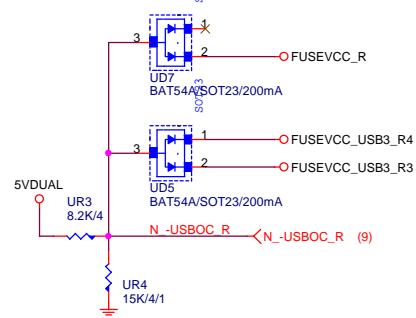 1
3
2
FUSEVCC_R
UD7
BAT54A/SOT23/200mA
SOT23
1
FUSEVCC_USB3_R4
3
2
FUSEVCC_USB3_R3
UD5
BAT54A/SOT23/200mA
5VDUAL
UR3
8.2K/4
N_-USBOC_R
N_-USBOC_R (9)
UR4
15K/4/1